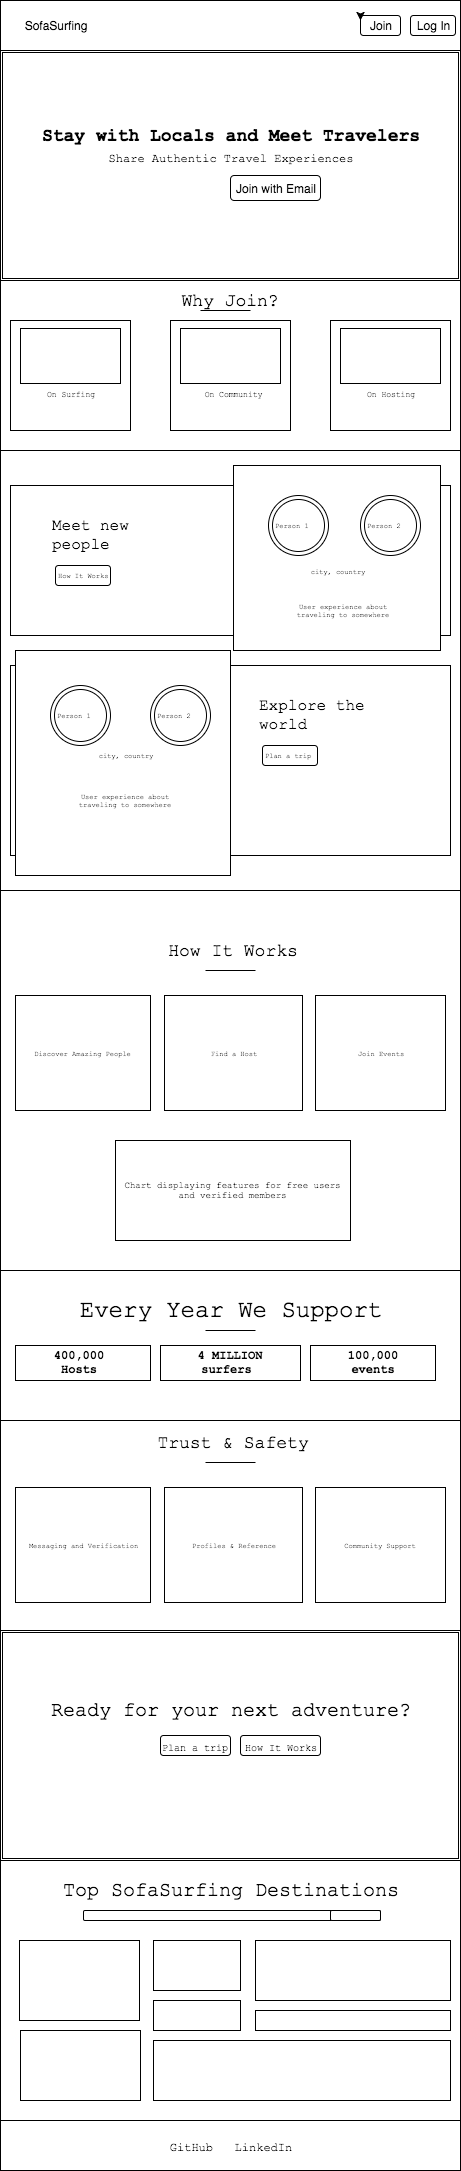 SofaSurfing
Join
Log In
Stay with Locals and Meet Travelers
Share Authentic Travel Experiences
Join with Email
Why Join?
On Surfing
On Community
On Hosting
Meet new
people
How It Works
Person 1
Person 2
city, country
User experience about
traveling to somewhere
Person 1
Person 2
city, country
User experience about
traveling to somewhere
Explore the
world
Plan a trip
How It Works
Discover Amazing People
Find a Host
Join Events
Chart displaying features for free users
and verified members
Every Year We Support
400,000
Hosts
4 MILLION
surfers
100,000
events
Trust & Safety
Messaging and Verification
Profiles & Reference
Community Support
Ready for your next adventure?
Plan a trip
How It Works
Top SofaSurfing Destinations
GitHub
LinkedIn